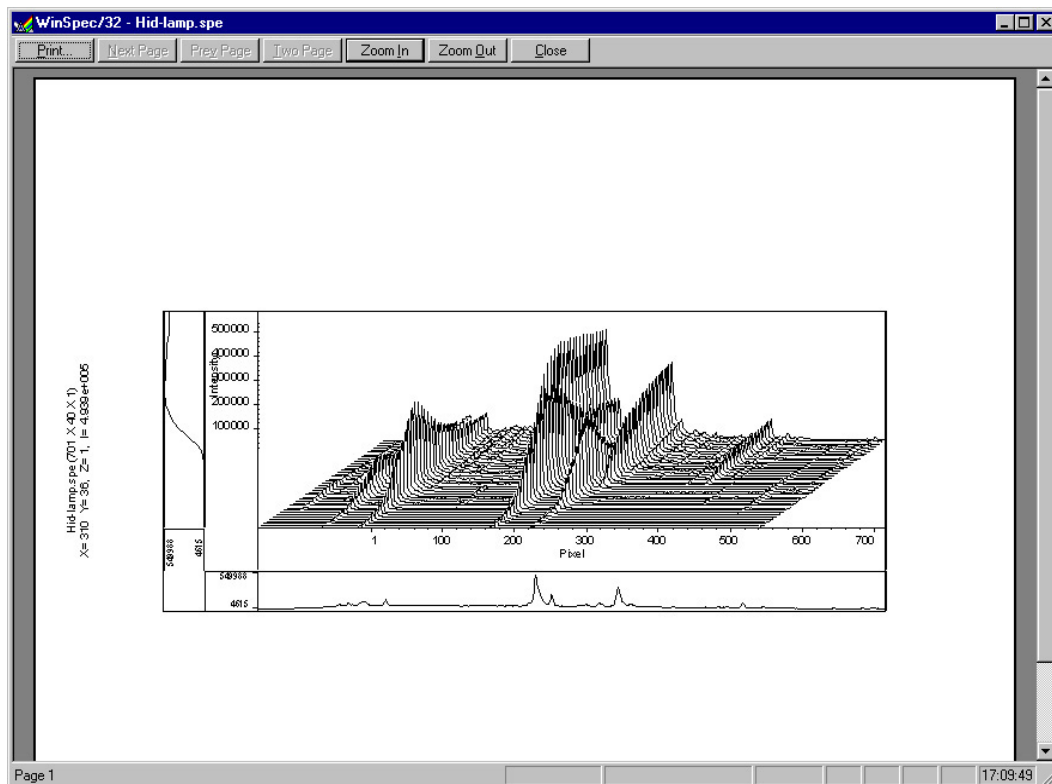 WinSpec/32 - Hid-lamp.spe
Print... Next Page Prev Page Two Page Zoom In Zoom Out Close
Hid-lamp.spe (701 X 40 X 1)
X= 310 Y= 36, Z= 1, I= 4.939e+005
549988 4615
500000
400000
300000
200000
100000
Intensity
1 100 200 300 400 500 600 700
Pixel
549988
4615
Page 1 17:09:49